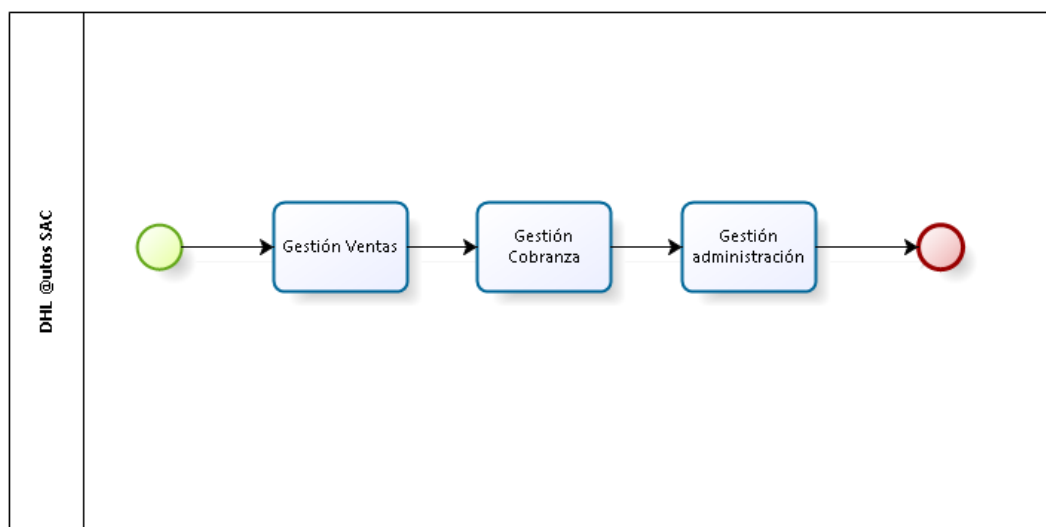 DHL @utos SAC
Gestión Ventas
Gestión
Cobranza
Gestión
administración